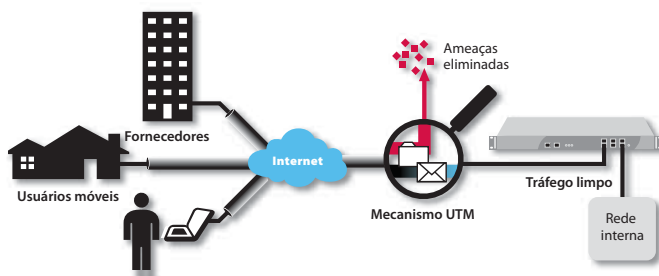 Ameaças
eliminadas
Fornecedores
Internet
Usuários móveis
Mecanismo UTM
Tráfego limpo
Rede
interna